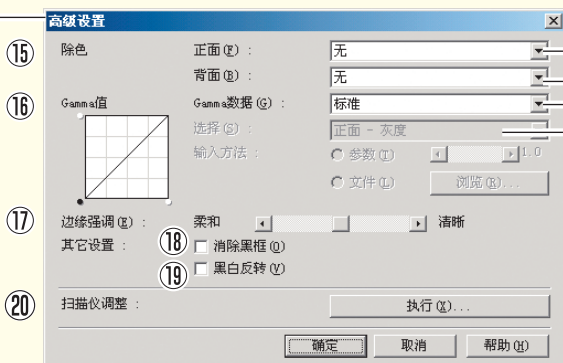 高级设置
⑮ 除色 正面(F) : 无
背面(B) : 无
⑯ Gamma值 Gamma数据(G) : 标准
选择(S) : 正面 - 灰度
输入方法 : 参数(T) 1.0
文件(L) 浏览(R)...
⑰ 边缘强调(E) : 柔和 清晰
其它设置 : ⑱ 消除黑框(O)
⑲ 黑白反转(V)
⑳ 扫描仪调整 : 执行(X)...
确定 取消 帮助(H)